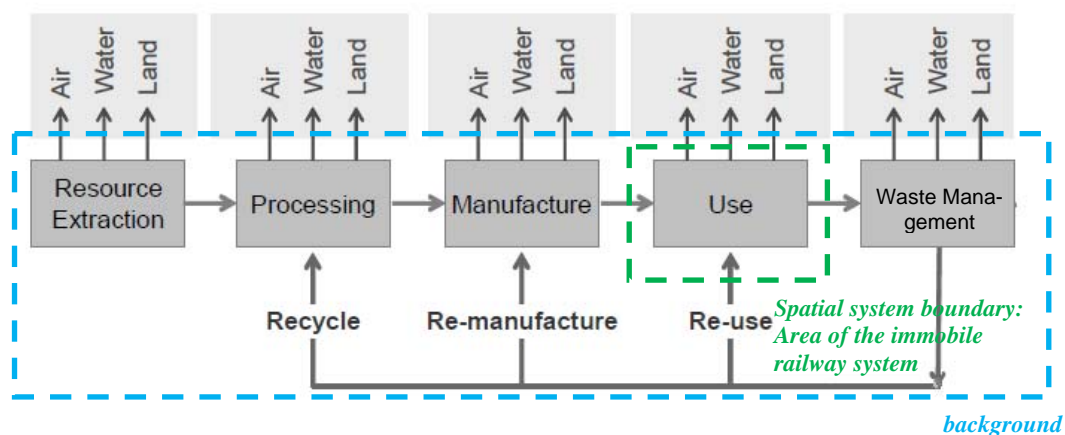 Air Water Land
Air Water Land
Air Water Land
Air Water Land
Air Water Land
Resource
Extraction
Processing
Manufacture
Use
Waste Mana-
gement
Recycle
Re-manufacture
Re-use
Spatial system boundary:
Area of the immobile
railway system
background